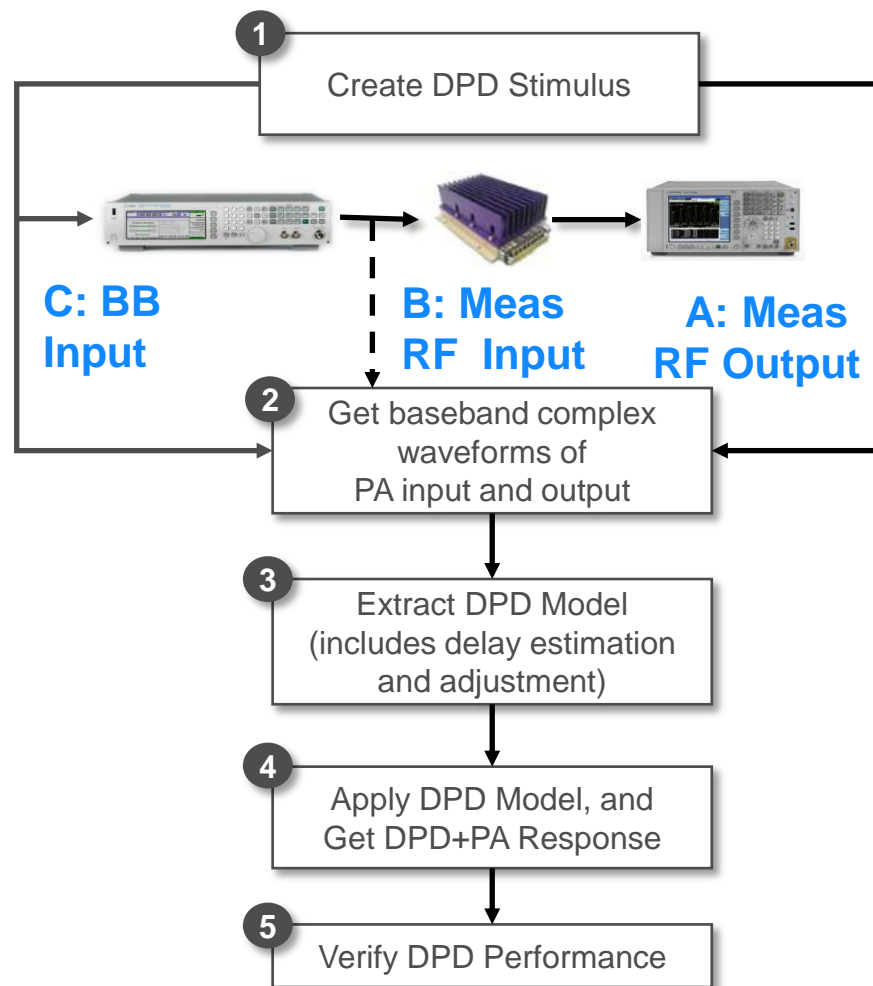 1
Create DPD Stimulus
C: BB
Input
B: Meas
RF Input
A: Meas
RF Output
2
Get baseband complex
waveforms of
PA input and output
3
Extract DPD Model
(includes delay estimation
and adjustment)
4
Apply DPD Model, and
Get DPD+PA Response
5
Verify DPD Performance